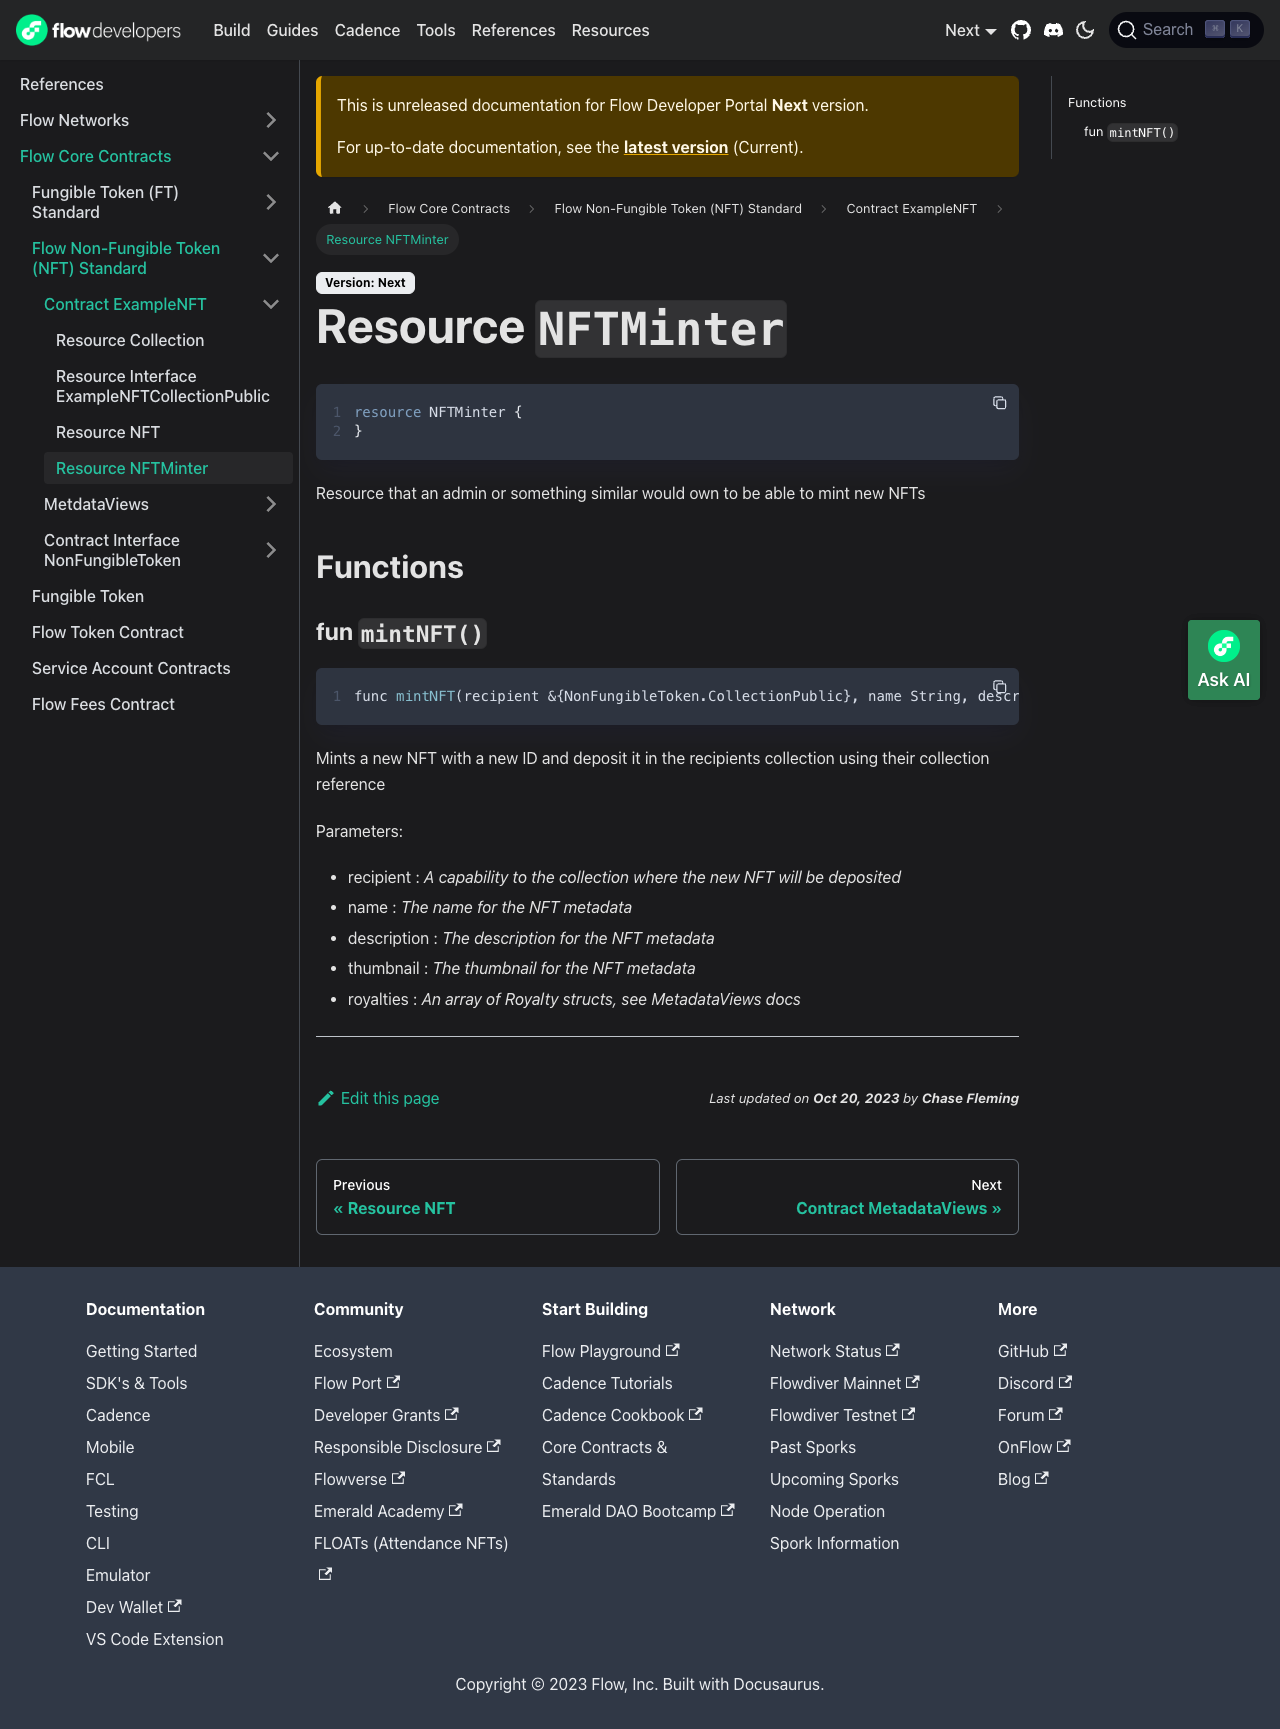 flowdevelopers
Build Guides Cadence Tools References Resources
Next
Search ⌘ K
References
Flow Networks
Flow Core Contracts
Fungible Token (FT)
Standard
Flow Non-Fungible Token
(NFT) Standard
Contract ExampleNFT
Resource Collection
Resource Interface
ExampleNFTCollectionPublic
Resource NFT
Resource NFTMinter
MetdataViews
Contract Interface
NonFungibleToken
Fungible Token
Flow Token Contract
Service Account Contracts
Flow Fees Contract
This is unreleased documentation for Flow Developer Portal Next version.
For up-to-date documentation, see the latest version (Current).
Flow Core Contracts > Flow Non-Fungible Token (NFT) Standard > Contract ExampleNFT >
Resource NFTMinter
Version: Next
Resource NFTMinter
1 resource NFTMinter {
2 }
Resource that an admin or something similar would own to be able to mint new NFTs
Functions
fun mintNFT()
1 func mintNFT(recipient &{NonFungibleToken.CollectionPublic}, name String, descr
Mints a new NFT with a new ID and deposit it in the recipients collection using their collection
reference
Parameters:
• recipient : A capability to the collection where the new NFT will be deposited
• name : The name for the NFT metadata
• description : The description for the NFT metadata
• thumbnail : The thumbnail for the NFT metadata
• royalties : An array of Royalty structs, see MetadataViews docs
Edit this page
Last updated on Oct 20, 2023 by Chase Fleming
Previous
« Resource NFT
Next
Contract MetadataViews »
Functions
fun mintNFT()
Ask AI
Documentation
Getting Started
SDK's & Tools
Cadence
Mobile
FCL
Testing
CLI
Emulator
Dev Wallet
VS Code Extension
Community
Ecosystem
Flow Port
Developer Grants
Responsible Disclosure
Flowverse
Emerald Academy
FLOATs (Attendance NFTs)
Start Building
Flow Playground
Cadence Tutorials
Cadence Cookbook
Core Contracts &
Standards
Emerald DAO Bootcamp
Network
Network Status
Flowdiver Mainnet
Flowdiver Testnet
Past Sporks
Upcoming Sporks
Node Operation
Spork Information
More
GitHub
Discord
Forum
OnFlow
Blog
Copyright © 2023 Flow, Inc. Built with Docusaurus.